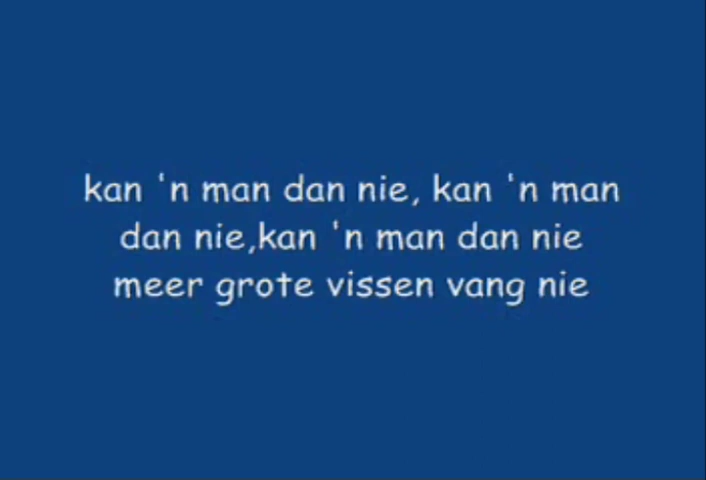 kan 'n man dan nie, kan 'n man
dan nie,kan 'n man dan nie
meer grote vissen vang nie